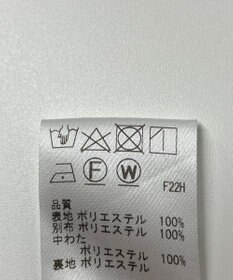 F W F22H
品質
表地 ポリエステル 100%
別布 ポリエステル 100%
中わた
ポリエステル 100%
裏地 ポリエステル 100%